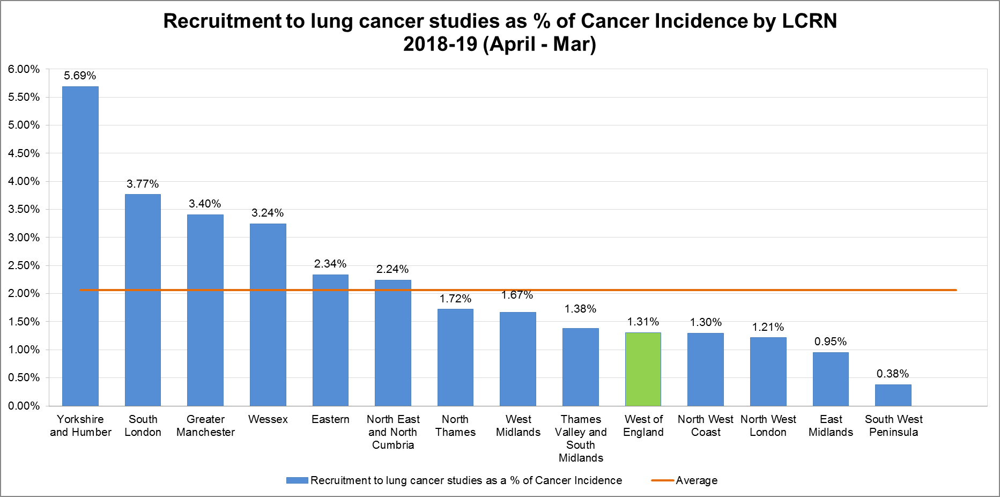 Recruitment to lung cancer studies as % of Cancer Incidence by LCRN
2018-19 (April - Mar)
6.00%
5.50%
5.00%
4.50%
4.00%
3.50%
3.00%
2.50%
2.00%
1.50%
1.00%
0.50%
0.00%
5.69%
3.77%
3.40%
3.24%
2.34%
2.24%
1.72%
1.67%
1.38%
1.31%
1.30%
1.21%
0.95%
0.38%
Yorkshire
and Humber
South
London
Greater
Manchester
Wessex
Eastern
North East
and North
Cumbria
North
Thames
West
Midlands
Thames
Valley and
South
Midlands
West of
England
North West
Coast
North West
London
East
Midlands
South West
Peninsula
Recruitment to lung cancer studies as a % of Cancer Incidence
Average